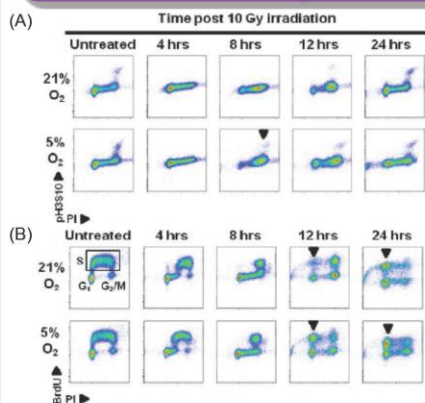 Time post 10 Gy irradiation
(A)
Untreated 4 hrs 8 hrs 12 hrs 24 hrs
21%
O₂
5%
O₂
pH3S10
PI
(B)
Untreated 4 hrs 8 hrs 12 hrs 24 hrs
21%
O₂
S
G₁ G₂/M
5%
O₂
BrdU
PI